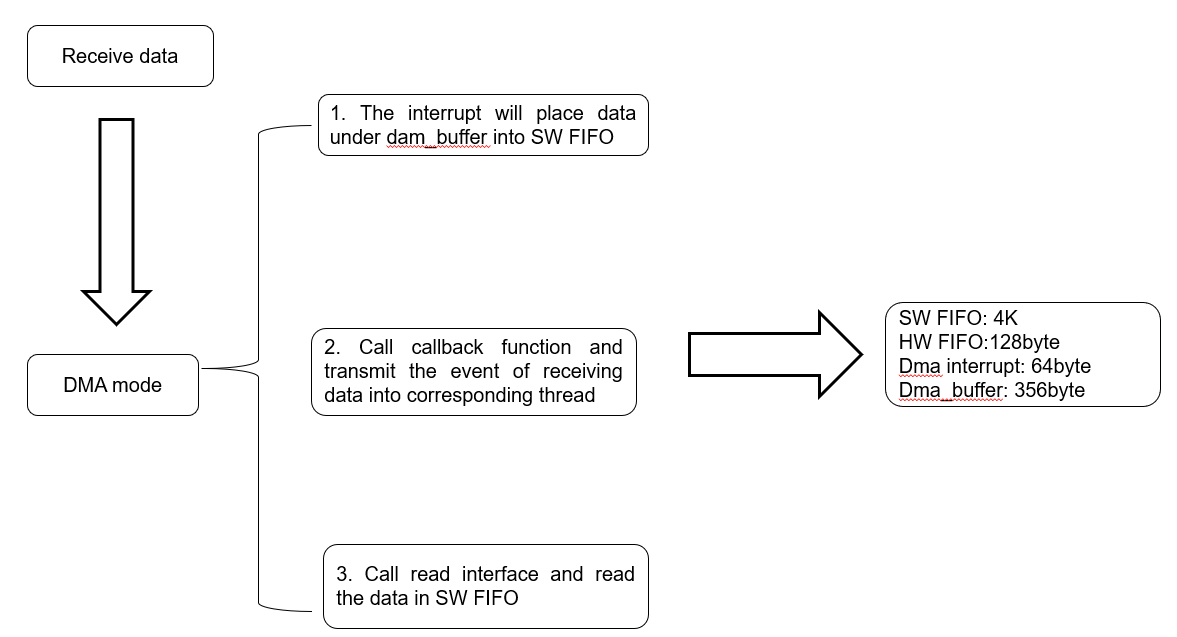 Receive data
1. The interrupt will place data
under dam_buffer into SW FIFO
2. Call callback function and
transmit the event of receiving
data into corresponding thread
SW FIFO: 4K
HW FIFO:128byte
Dma interrupt: 64byte
Dma_buffer: 356byte
DMA mode
3. Call read interface and read
the data in SW FIFO